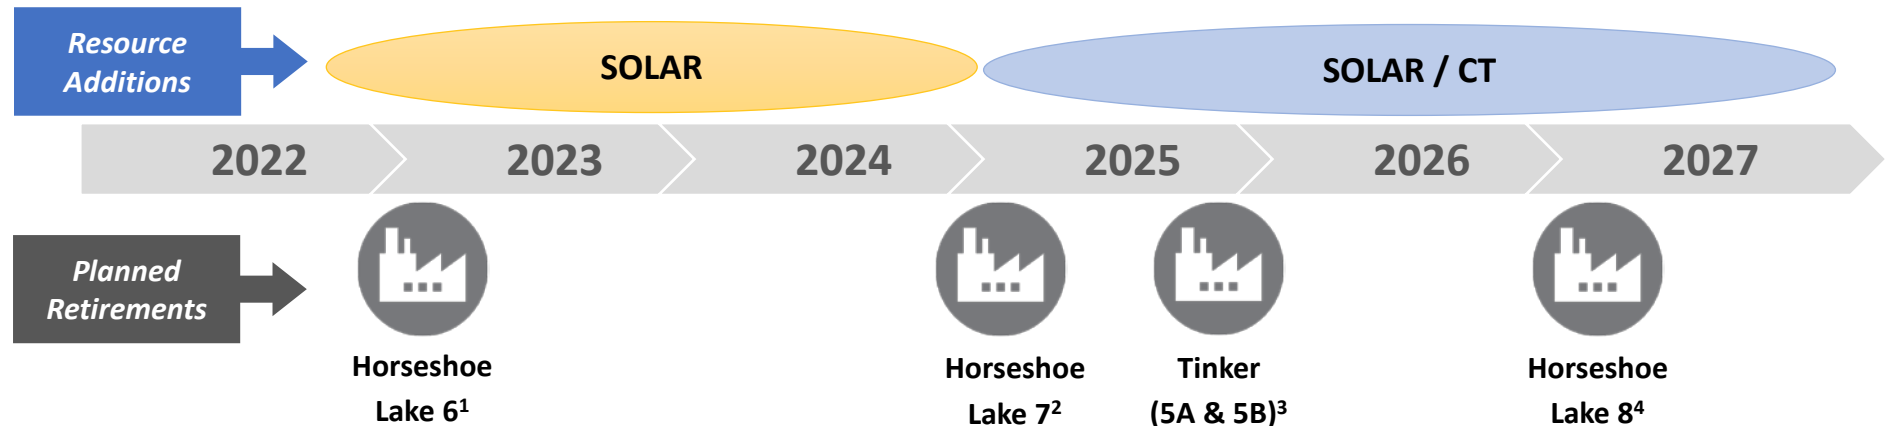 Resource
Additions
SOLAR
SOLAR / CT
2022
2023
2024
2025
2026
2027
Planned
Retirements
Horseshoe
Lake 6¹
Horseshoe
Lake 7²
Tinker
(5A & 5B)³
Horseshoe
Lake 8⁴